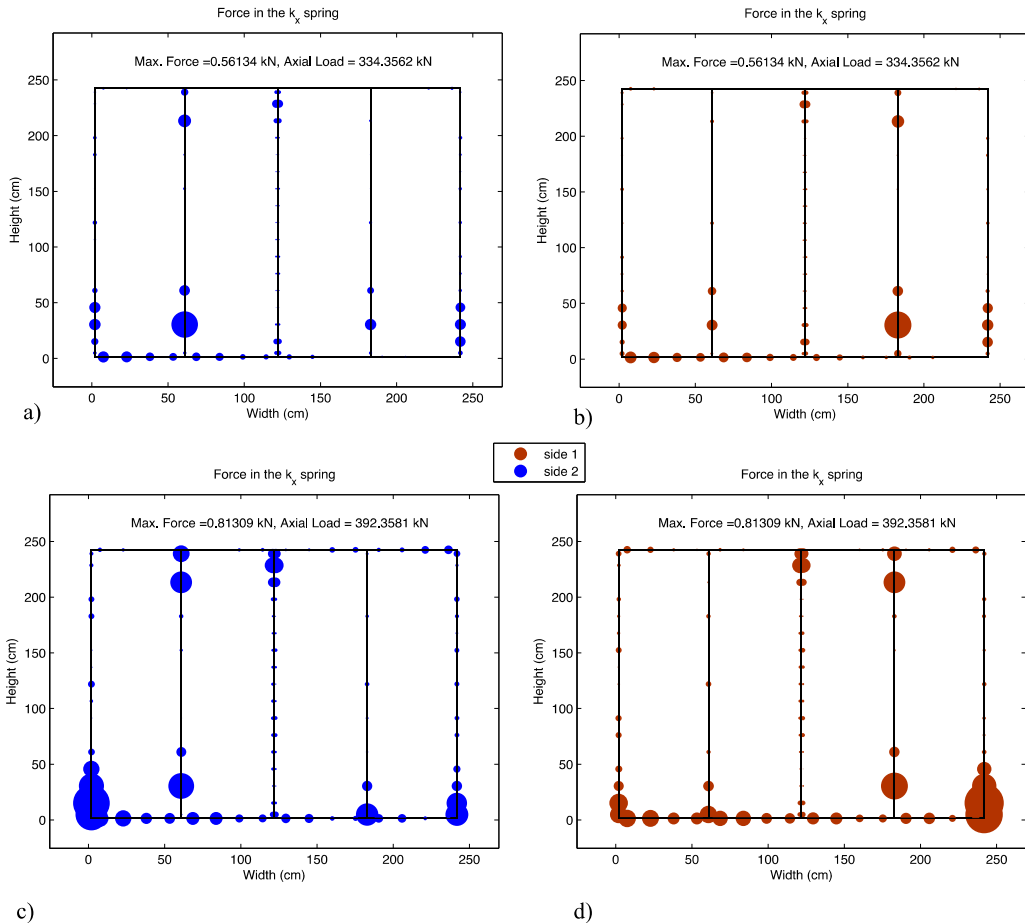 Force in the kx spring
Force in the kx spring
Max. Force =0.56134 kN, Axial Load = 334.3562 kN
Max. Force =0.56134 kN, Axial Load = 334.3562 kN
250
200
150
100
50
0
Height (cm)
250
200
150
100
50
0
Height (cm)
0 50 100 150 200 250
0 50 100 150 200 250
a) Width (cm)
b) Width (cm)
side 1
side 2
Force in the kx spring
Force in the kx spring
Max. Force =0.81309 kN, Axial Load = 392.3581 kN
Max. Force =0.81309 kN, Axial Load = 392.3581 kN
250
200
150
100
50
0
Height (cm)
250
200
150
100
50
0
Height (cm)
0 50 100 150 200 250
0 50 100 150 200 250
Width (cm)
Width (cm)
c)
d)